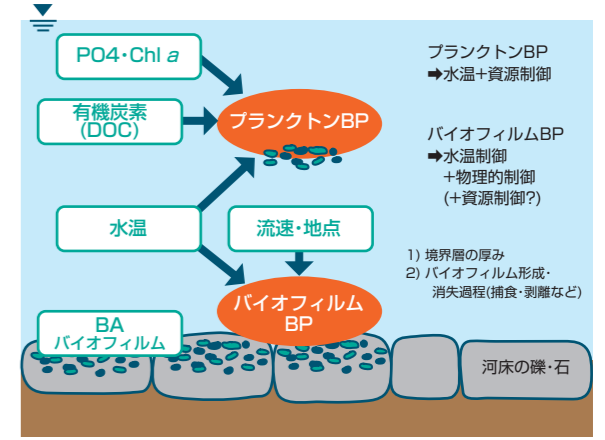 PO4・Chl a
有機炭素
(DOC)
プランクトンBP
水温
流速・地点
バイオフィルム
BP
BA
バイオフィルム
河床の礫・石
プランクトンBP
➡水温+資源制御
バイオフィルムBP
➡水温制御
+物理的制御
(+資源制御?)
1) 境界層の厚み
2) バイオフィルム形成・
消失過程(捕食・剥離など)